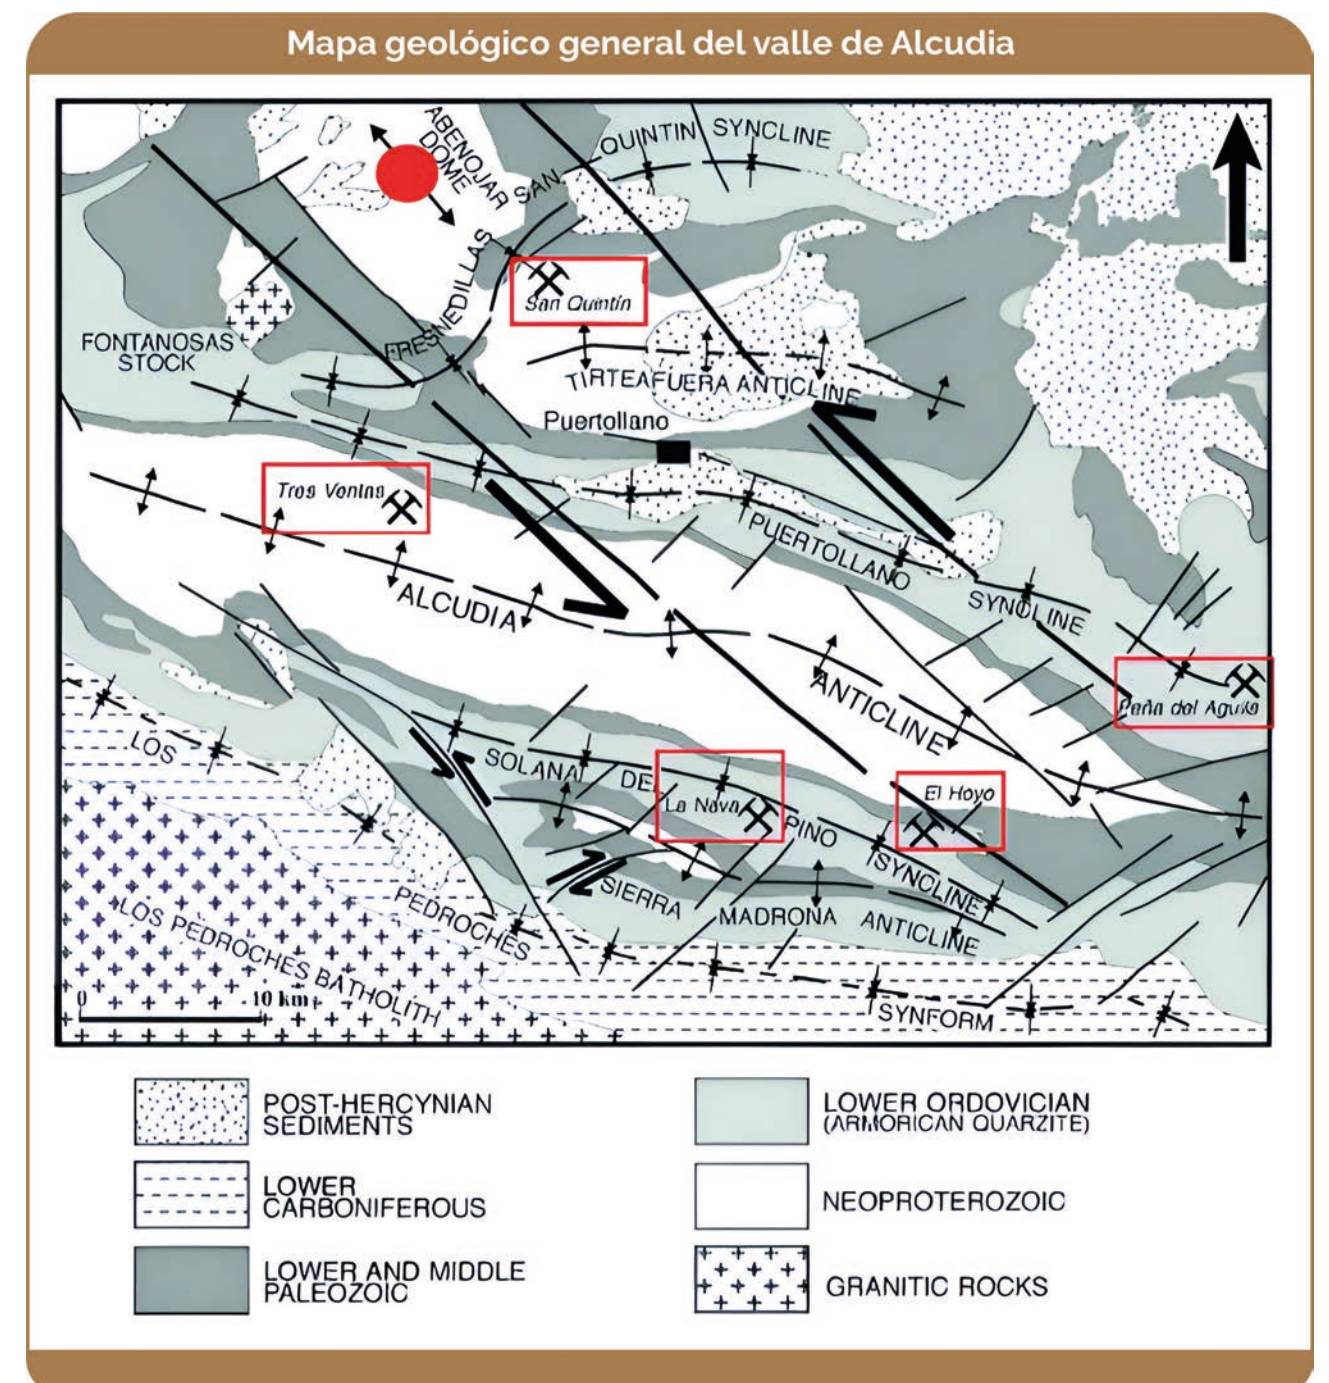 Mapa geológico general del valle de Alcudia
ABENOJAR
DOME
SAN QUINTIN SYNCLINE
FRESNEDILLAS
San Quintín
FONTANOSAS
STOCK
TIRTEAFUERA ANTICLINE
Puertollano
Tres Ventas
PUERTOLLANO SYNCLINE
ALCUDIA ANTICLINE
Peña del Aguila
LOS PEDROCHES SYNFORM
SOLANA DEL PINO SYNCLINE
La Nava
El Hoyo
SIERRA MADRONA ANTICLINE
LOS PEDROCHES BATHOLITH
0 10 km
POST-HERCYNIAN
SEDIMENTS
LOWER
CARBONIFEROUS
LOWER AND MIDDLE
PALEOZOIC
LOWER ORDOVICIAN
(ARMORICAN QUARZITE)
NEOPROTEROZOIC
GRANITIC ROCKS